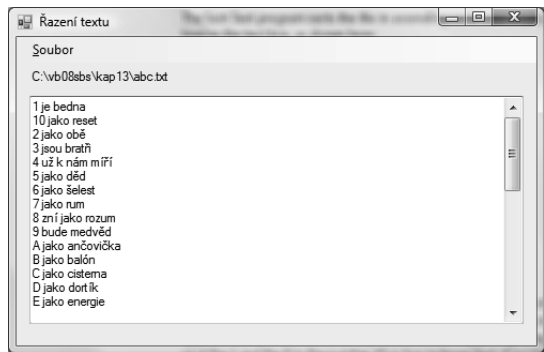 Řazení textu
Soubor
C:\vb08sbs\kap13\abc.txt
1 je bedna
10 jako reset
2 jako obě
3 jsou bratři
4 už k nám míří
5 jako děd
6 jako šelest
7 jako rum
8 zní jako rozum
9 bude medvěd
A jako ančovička
B jako balón
C jako cisterna
D jako dortík
E jako energie